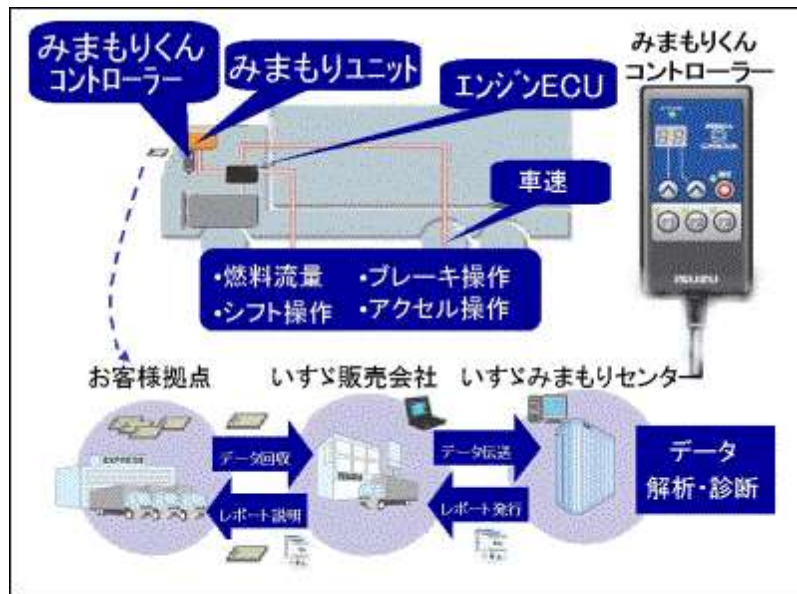 みまもりくん
コントローラー
みまもりユニット
エンジンECU
みまもりくん
コントローラー
車速
・燃料流量 ・ブレーキ操作
・シフト操作 ・アクセル操作
ISUZU
お客様拠点
いすゞ販売会社
いすゞみまもりセンター
EXPRESS
データ回収
データ伝送
データ
解析・診断
レポート説明
レポート発行